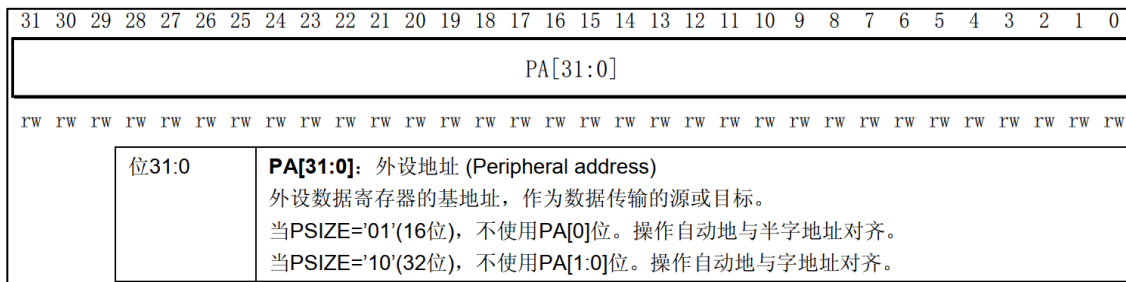 31 30 29 28 27 26 25 24 23 22 21 20 19 18 17 16 15 14 13 12 11 10 9 8 7 6 5 4 3 2 1 0
PA[31:0]
rw rw rw rw rw rw rw rw rw rw rw rw rw rw rw rw rw rw rw rw rw rw rw rw rw rw rw rw rw rw rw rw
位31:0 PA[31:0]：外设地址 (Peripheral address)
外设数据寄存器的基地址，作为数据传输的源或目标。
当PSIZE='01'(16位)，不使用PA[0]位。操作自动地与半字地址对齐。
当PSIZE='10'(32位)，不使用PA[1:0]位。操作自动地与字地址对齐。